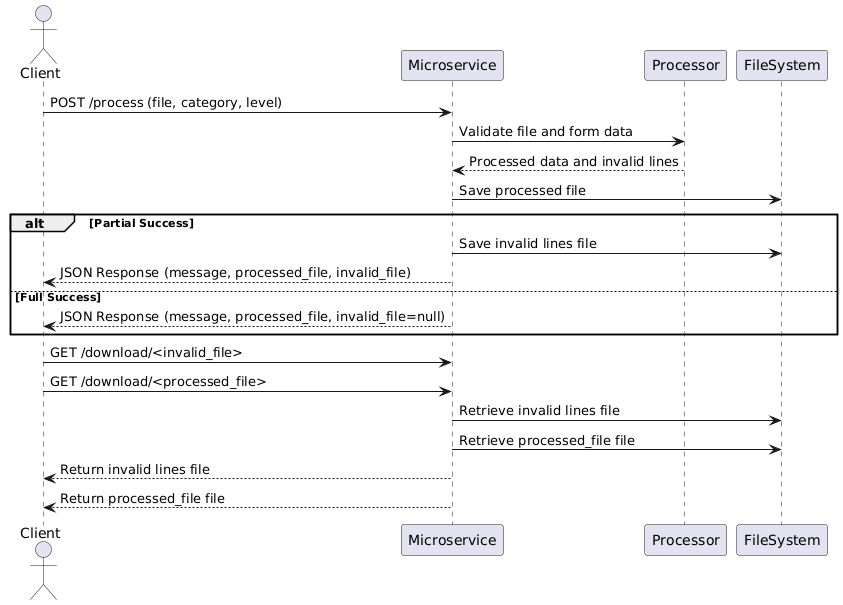 Client
Microservice
Processor
FileSystem
POST /process (file, category, level)
Validate file and form data
Processed data and invalid lines
Save processed file
alt
[Partial Success]
Save invalid lines file
JSON Response (message, processed_file, invalid_file)
[Full Success]
JSON Response (message, processed_file, invalid_file=null)
GET /download/<invalid_file>
GET /download/<processed_file>
Retrieve invalid lines file
Retrieve processed_file file
Return invalid lines file
Return processed_file file
Client
Microservice
Processor
FileSystem